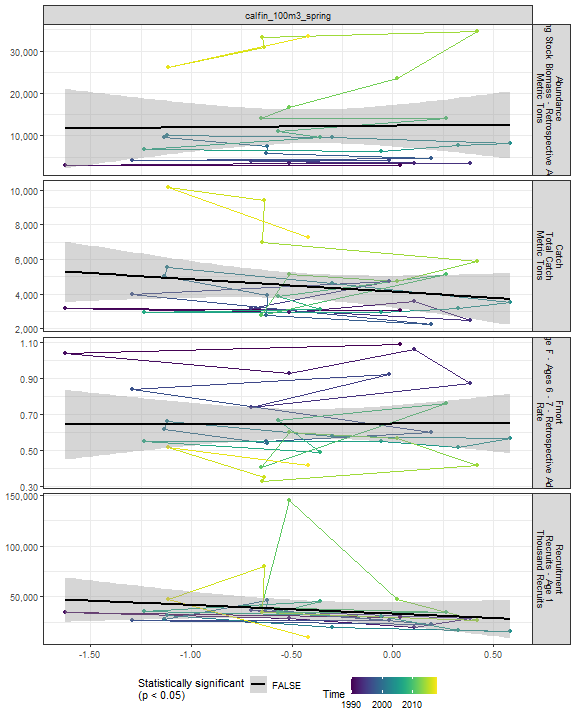 calfin_100m3_spring
30,000
20,000
10,000
Abundance
ng Stock Biomass - Retrospective A
Metric Tons
10,000
8,000
6,000
4,000
2,000
Catch
Total Catch
Metric Tons
1.10
0.90
0.70
0.50
0.30
Fmort
ge F - Ages 6 - 7 - Retrospective Ad
Rate
150,000
100,000
50,000
Recruitment
Recruits - Age 1
Thousand Recruits
-1.50
-1.00
-0.50
0.00
0.50
Statistically significant
(p < 0.05)
FALSE
Time
1990 2000 2010